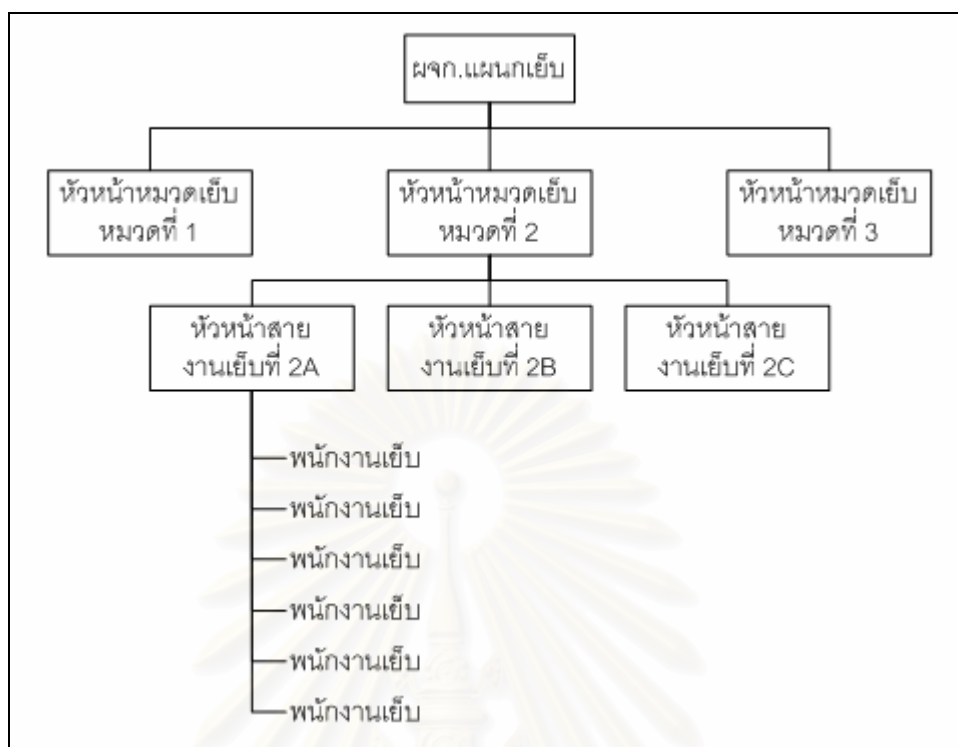 ผจก.แผนกเย็บ
หัวหน้าหมวดเย็บ
หมวดที่ 1
หัวหน้าหมวดเย็บ
หมวดที่ 2
หัวหน้าหมวดเย็บ
หมวดที่ 3
หัวหน้าสาย
งานเย็บที่ 2A
หัวหน้าสาย
งานเย็บที่ 2B
หัวหน้าสาย
งานเย็บที่ 2C
พนักงานเย็บ
พนักงานเย็บ
พนักงานเย็บ
พนักงานเย็บ
พนักงานเย็บ
พนักงานเย็บ